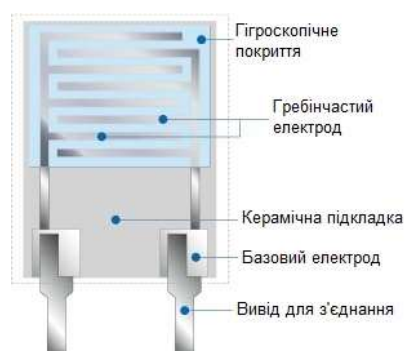 Гігроскопічне
покриття
Гребінчастий
електрод
Керамічна підкладка
Базовий електрод
Вивід для з'єднання